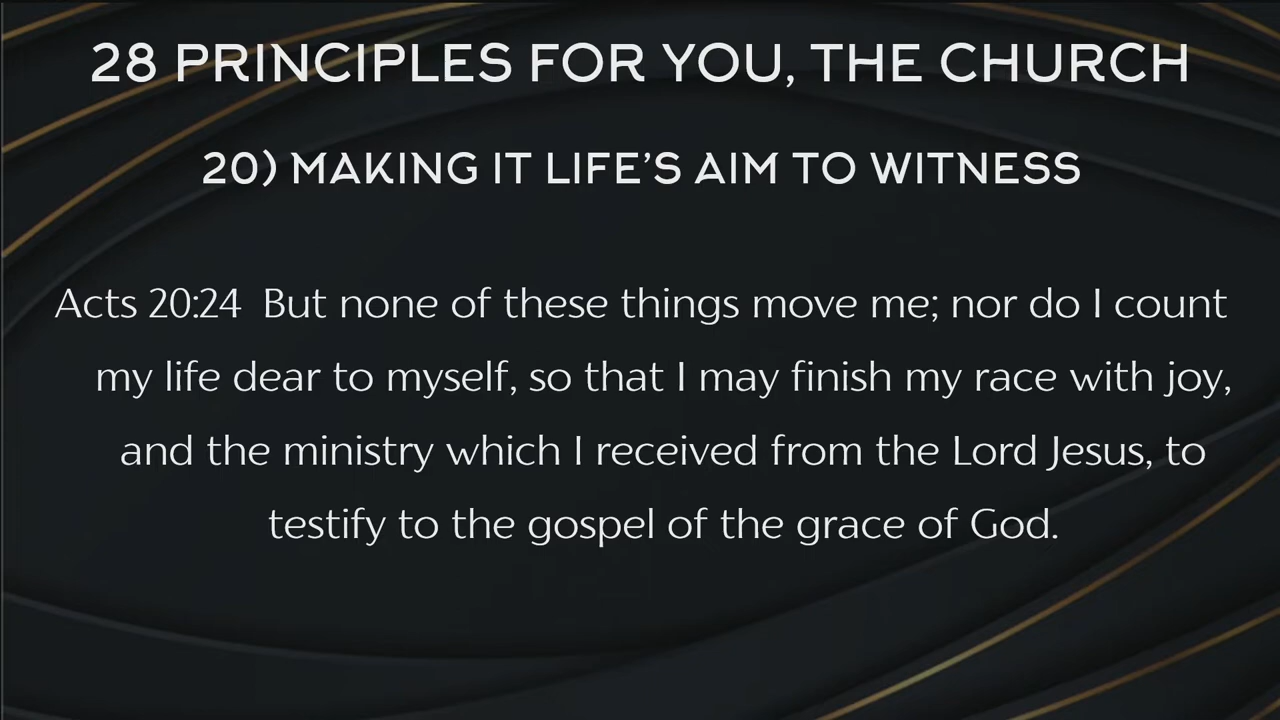 28 PRINCIPLES FOR YOU, THE CHURCH
20) MAKING IT LIFE’S AIM TO WITNESS
Acts 20:24 But none of these things move me; nor do I count
my life dear to myself, so that I may finish my race with joy,
and the ministry which I received from the Lord Jesus, to
testify to the gospel of the grace of God.